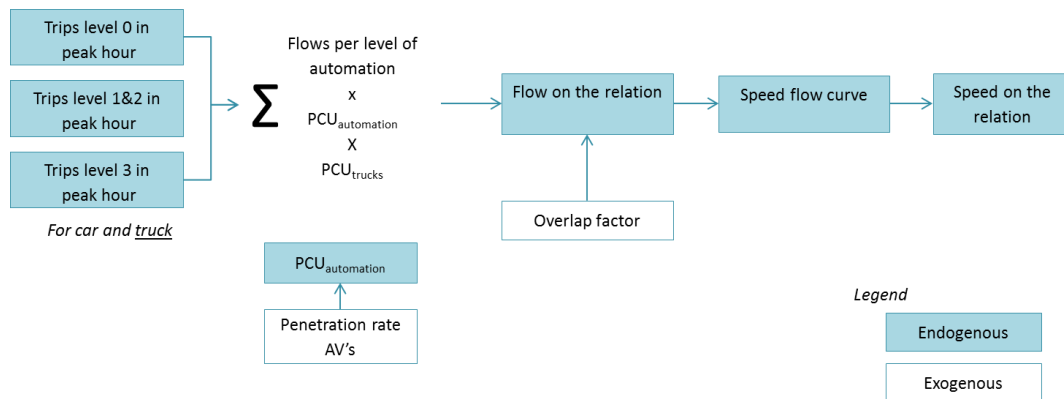 Trips level 0 in
peak hour
Trips level 1&2 in
peak hour
Trips level 3 in
peak hour
For car and truck
Σ
Flows per level of
automation
x
PCUautomation
X
PCUtrucks
Flow on the relation
Speed flow curve
Speed on the
relation
Overlap factor
PCUautomation
Penetration rate
AV's
Legend
Endogenous
Exogenous